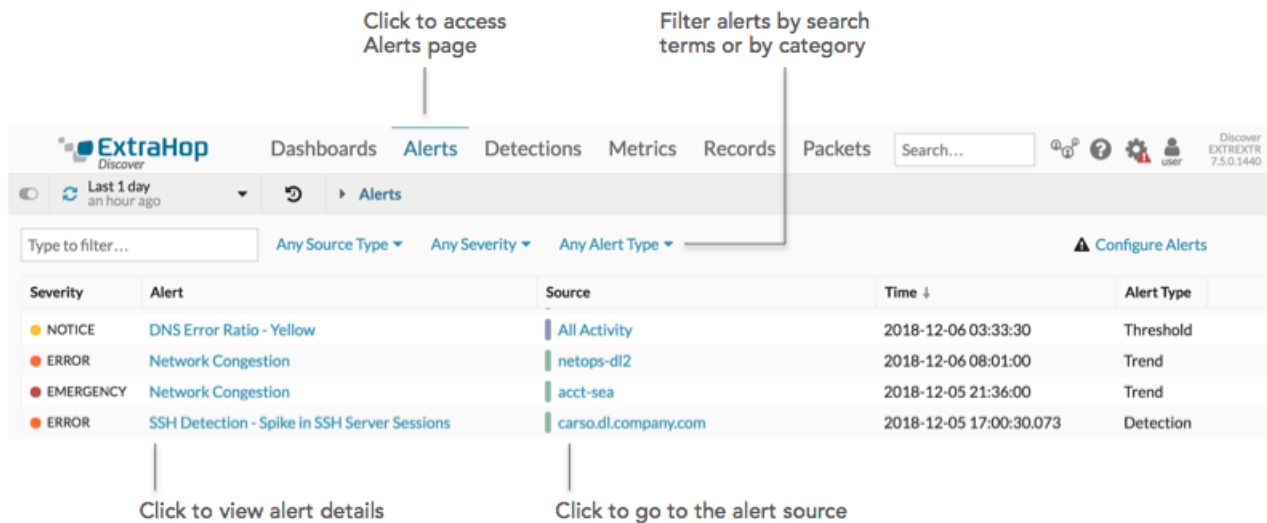 Click to access
Alerts page
Filter alerts by search
terms or by category
ExtraHop
Discover
Dashboards Alerts Detections Metrics Records Packets Search... user
Discover
EXTREXTR
7.5.0.1440
Last 1 day
an hour ago
Alerts
Type to filter... Any Source Type Any Severity Any Alert Type Configure Alerts
Severity Alert Source Time ↓ Alert Type
NOTICE DNS Error Ratio - Yellow All Activity 2018-12-06 03:33:30 Threshold
ERROR Network Congestion netops-dl2 2018-12-06 08:01:00 Trend
EMERGENCY Network Congestion acct-sea 2018-12-05 21:36:00 Trend
ERROR SSH Detection - Spike in SSH Server Sessions carso.dl.company.com 2018-12-05 17:00:30.073 Detection
Click to view alert details
Click to go to the alert source